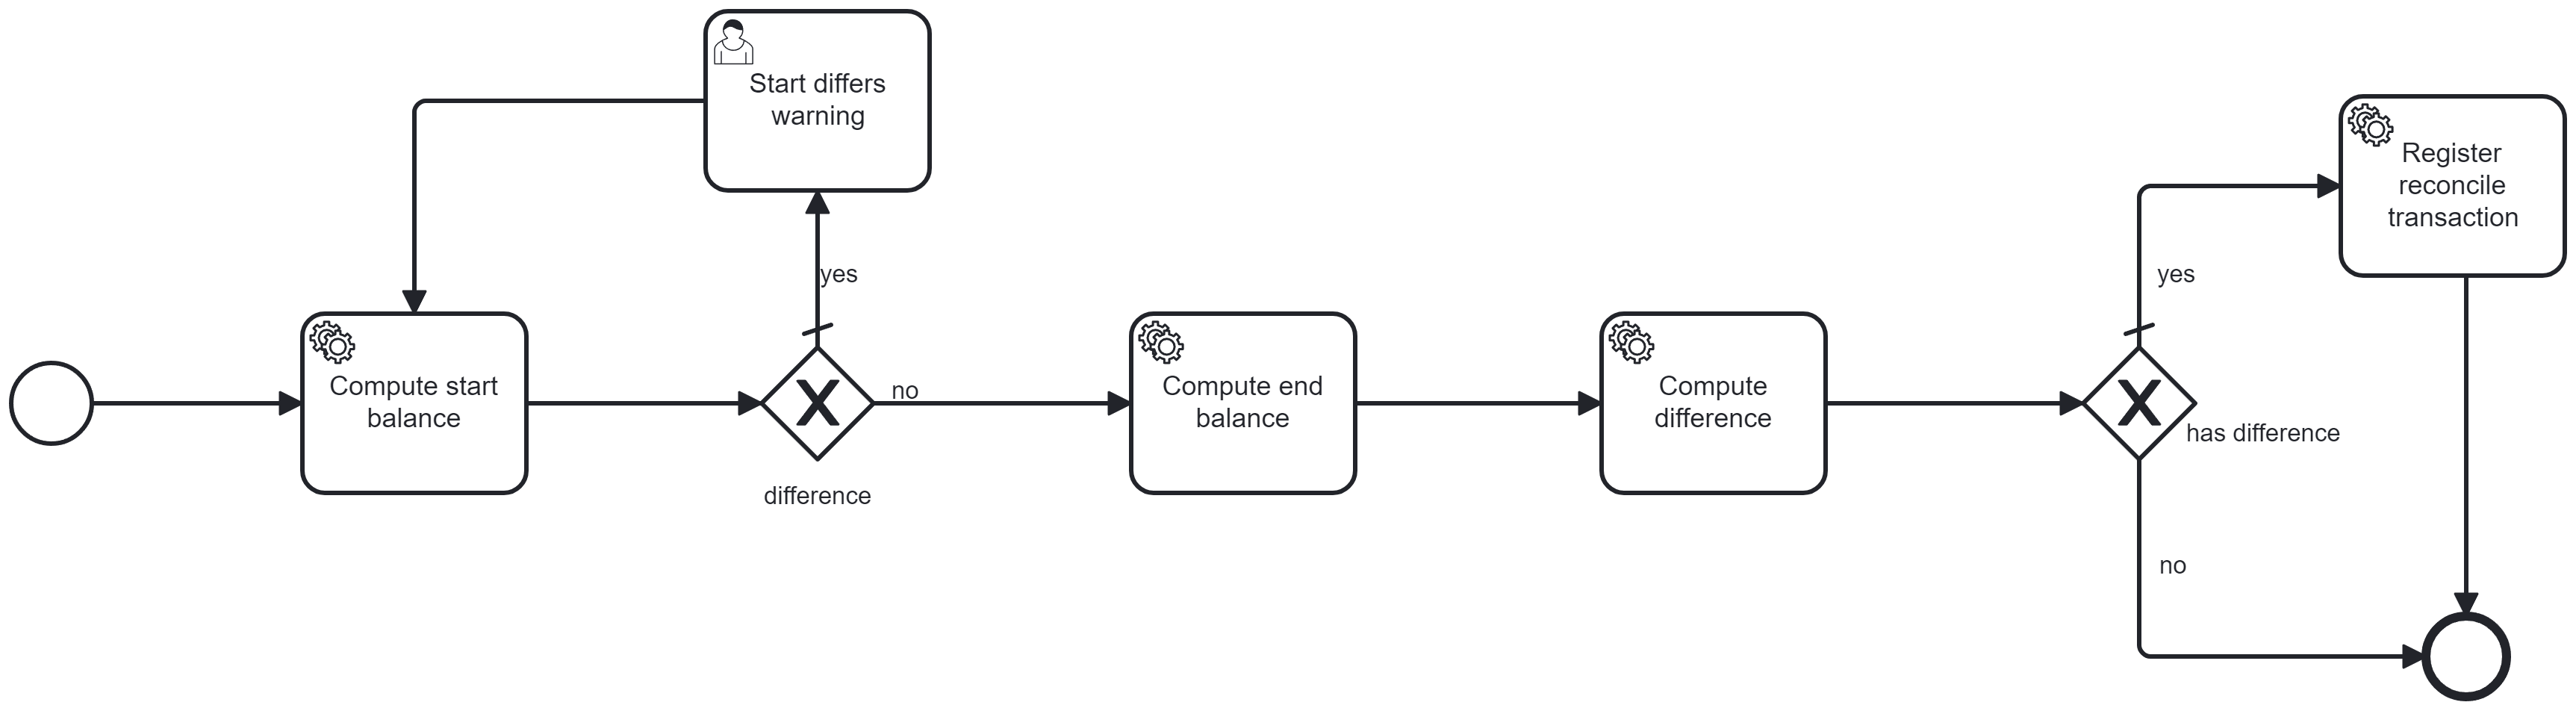 Start differs
warning
Register
reconcile
transaction
yes
yes
Compute start
balance
no
Compute end
balance
Compute
difference
has difference
difference
no